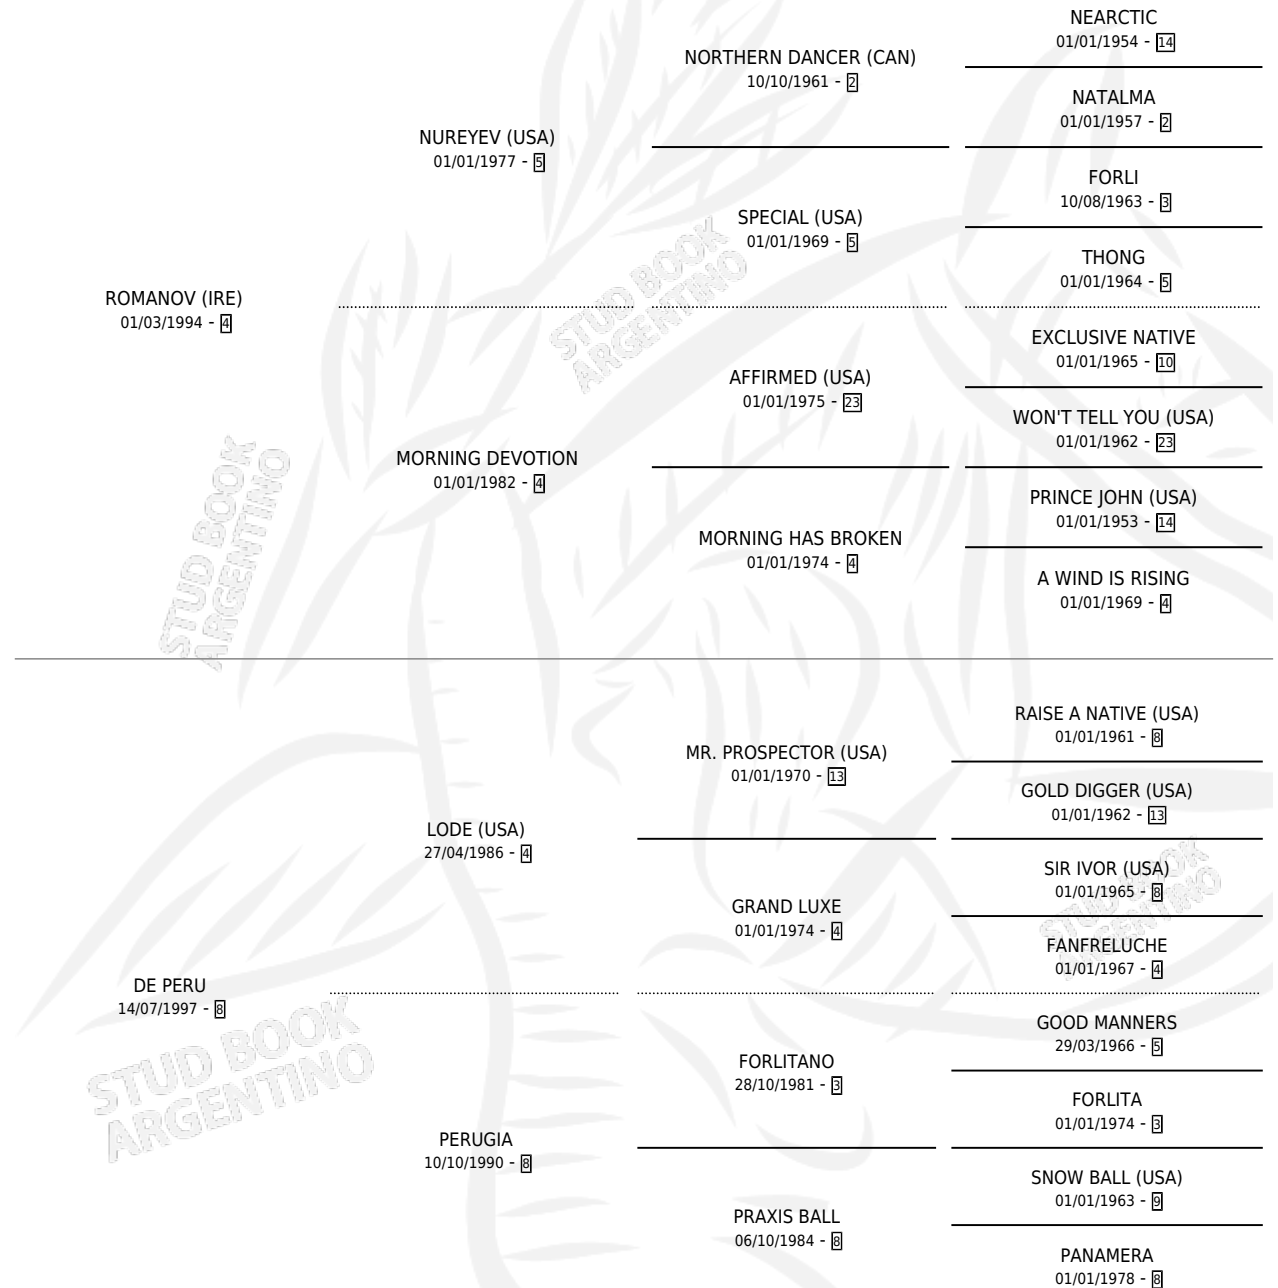 NEARCTIC
01/01/1954 - 14
NORTHERN DANCER (CAN)
10/10/1961 - 2
NATALMA
01/01/1957 - 2
NUREYEV (USA)
01/01/1977 - 5
FORLI
10/08/1963 - 3
SPECIAL (USA)
01/01/1969 - 5
THONG
01/01/1964 - 5
ROMANOV (IRE)
01/03/1994 - 4
EXCLUSIVE NATIVE
01/01/1965 - 10
AFFIRMED (USA)
01/01/1975 - 23
WON'T TELL YOU (USA)
01/01/1962 - 23
MORNING DEVOTION
01/01/1982 - 4
PRINCE JOHN (USA)
01/01/1953 - 14
MORNING HAS BROKEN
01/01/1974 - 4
A WIND IS RISING
01/01/1969 - 4
RAISE A NATIVE (USA)
01/01/1961 - 8
MR. PROSPECTOR (USA)
01/01/1970 - 13
GOLD DIGGER (USA)
01/01/1962 - 13
LODE (USA)
27/04/1986 - 4
SIR IVOR (USA)
01/01/1965 - 8
GRAND LUXE
01/01/1974 - 4
FANFRELUCHE
01/01/1967 - 4
DE PERU
14/07/1997 - 8
GOOD MANNERS
29/03/1966 - 5
FORLITANO
28/10/1981 - 3
FORLITA
01/01/1974 - 3
PERUGIA
10/10/1990 - 8
SNOW BALL (USA)
01/01/1963 - 9
PRAXIS BALL
06/10/1984 - 8
PANAMERA
01/01/1978 - 8
STUD BOOK
ARGENTINO
STUD BOOK
ARGENTINO
STUD BOOK
ARGENTINO
STUD BOOK
ARGENTINO